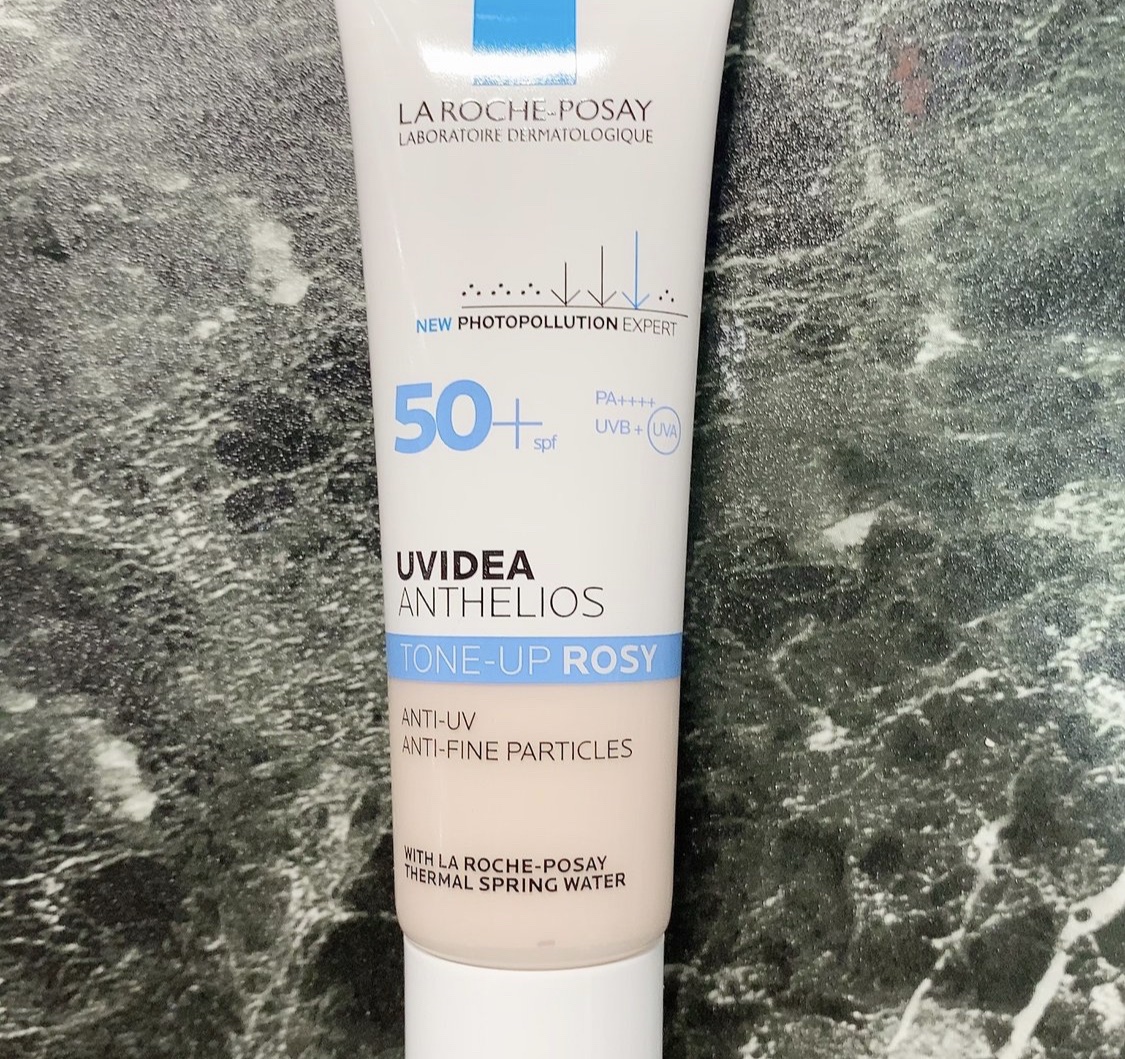 LA ROCHE-POSAY
LABORATOIRE DERMATOLOGIQUE
NEW PHOTOPOLLUTION EXPERT
50+ spf
PA++++
UVB + UVA
UVIDEA
ANTHELIOS
TONE-UP ROSY
ANTI-UV
ANTI-FINE PARTICLES
WITH LA ROCHE-POSAY
THERMAL SPRING WATER